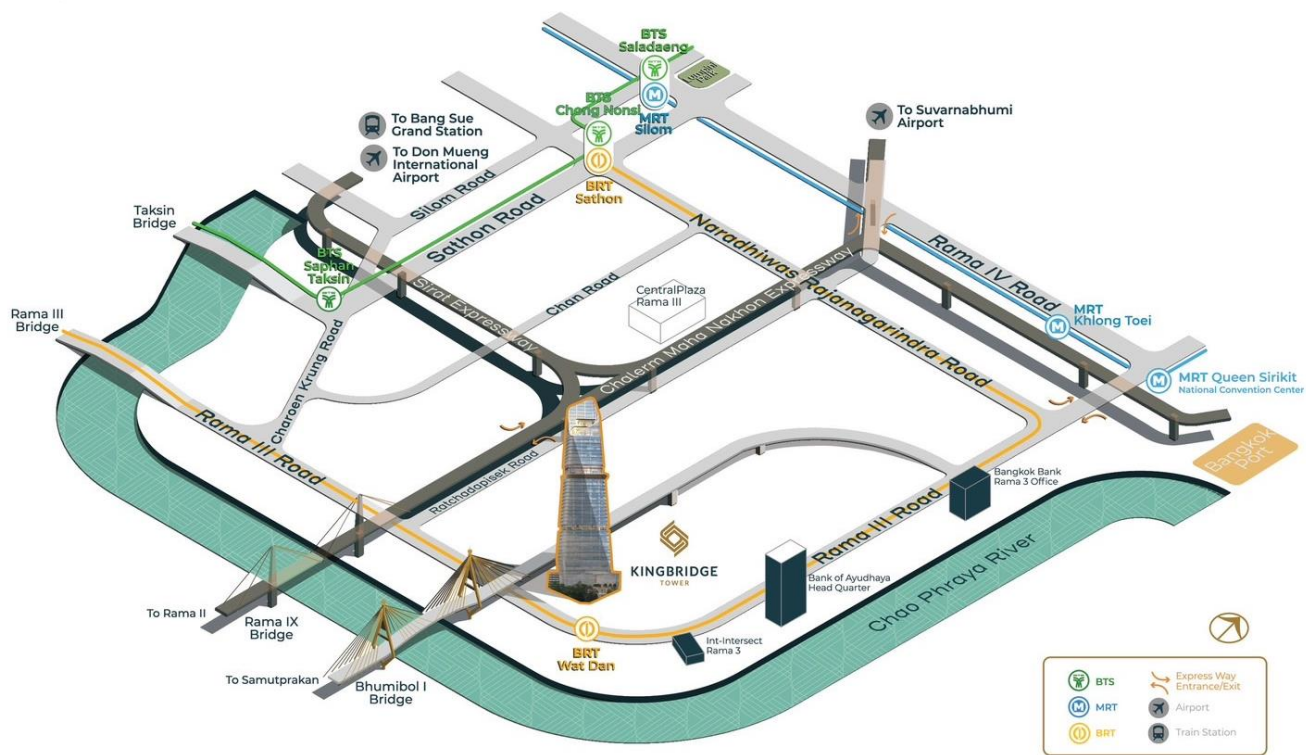 BTS
Saladaeng
Lumpini
Park
BTS
Chong Nonsi
MRT
Silom
To Bang Sue
Grand Station
To Don Mueng
International
Airport
To Suvarnabhumi
Airport
BRT
Sathon
Silom Road
Sathon Road
Taksin
Bridge
BTS
Saphan
Taksin
Naradhiwas Rajanagarindra Road
Rama IV Road
Sirat Expressway
Chan Road
CentralPlaza
Rama III
Chalerm Maha Nakhon Expressway
MRT
Khlong Toei
MRT Queen Sirikit
National Convention Center
Rama III
Bridge
Charoen Krung Road
Rama III Road
Ratchadapisek Road
Bangkok
Port
Bangkok Bank
Rama 3 Office
Rama III Road
KINGBRIDGE
TOWER
Bank of Ayudhaya
Head Quarter
Chao Phraya River
To Rama II
Rama IX
Bridge
Int-Intersect
Rama 3
BRT
Wat Dan
To Samutprakan
Bhumibol I
Bridge
BTS
Express Way
Entrance/Exit
MRT
Airport
BRT
Train Station